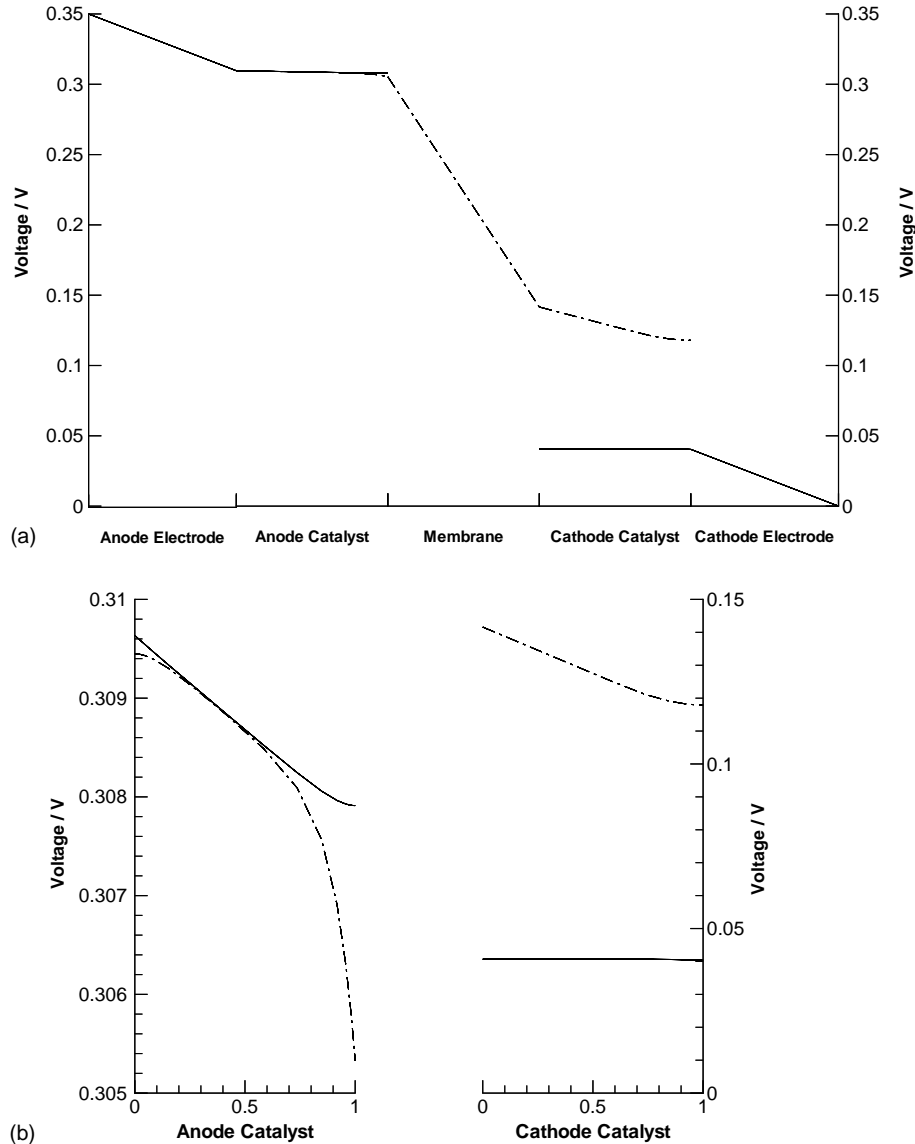 0.35
0.3
0.25
0.2
0.15
0.1
0.05
0
Voltage / V
0.35
0.3
0.25
0.2
0.15
0.1
0.05
0
Voltage / V
(a)
Anode Electrode Anode Catalyst Membrane Cathode Catalyst Cathode Electrode
0.31
0.309
0.308
0.307
0.306
0.305
Voltage / V
0 0.5 1
Anode Catalyst
0.15
0.1
0.05
0
Voltage / V
0 0.5 1
Cathode Catalyst
(b)